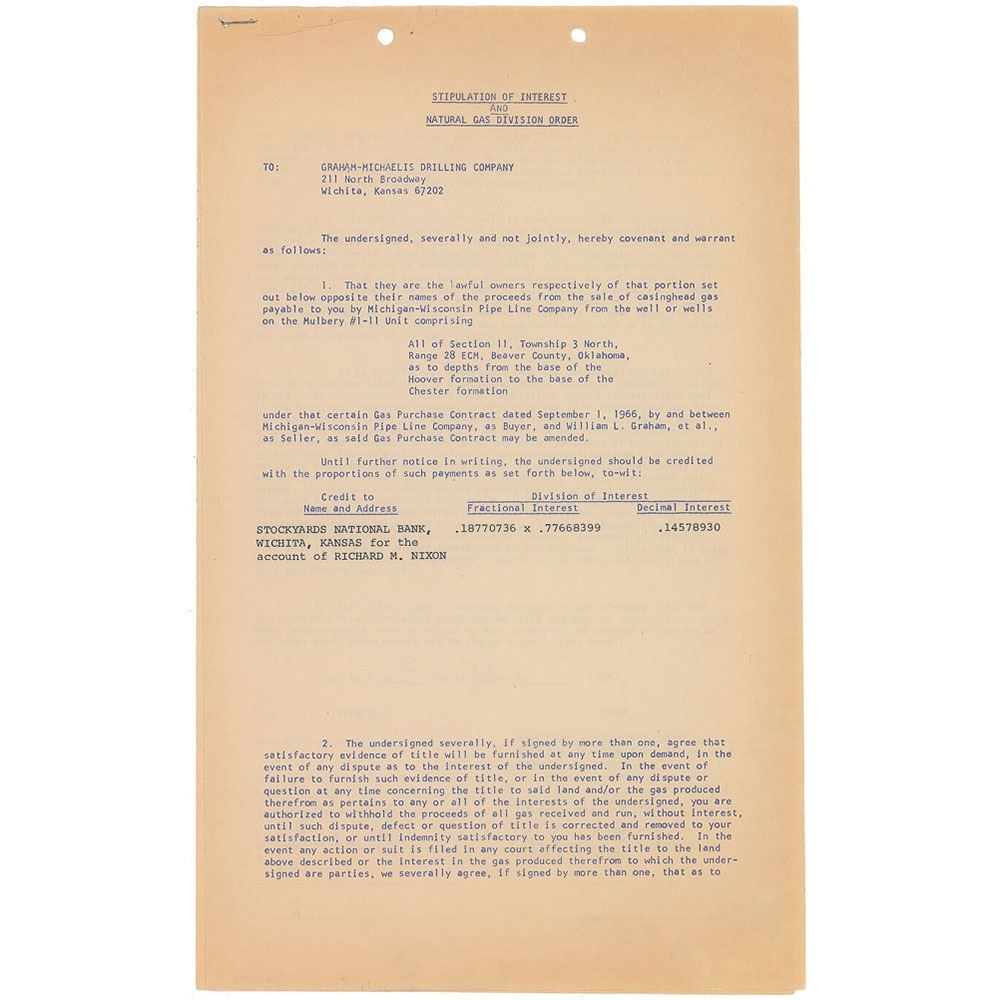 STIPULATION OF INTEREST
AND
NATURAL GAS DIVISION ORDER
TO: GRAHAM-MICHAELIS DRILLING COMPANY
211 North Broadway
Wichita, Kansas 67202
The undersigned, severally and not jointly, hereby covenant and warrant
as follows:
1. That they are the lawful owners respectively of that portion set
out below opposite their names of the proceeds from the sale of casinghead gas
payable to you by Michigan-Wisconsin Pipe Line Company from the well or wells
on the Mulbery #1-11 Unit comprising
All of Section 11, Township 3 North,
Range 28 ECM, Beaver County, Oklahoma,
as to depths from the base of the
Hoover formation to the base of the
Chester formation
under that certain Gas Purchase Contract dated September 1, 1966, by and between
Michigan-Wisconsin Pipe Line Company, as Buyer, and William L. Graham, et al.,
as Seller, as said Gas Purchase Contract may be amended.
Until further notice in writing, the undersigned should be credited
with the proportions of such payments as set forth below, to-wit:
Credit to Division of Interest
Name and Address Fractional Interest Decimal Interest
STOCKYARDS NATIONAL BANK, .18770736 x .77668399 .14578930
WICHITA, KANSAS for the
account of RICHARD M. NIXON
2. The undersigned severally, if signed by more than one, agree that
satisfactory evidence of title will be furnished at any time upon demand, in the
event of any dispute as to the interest of the undersigned. In the event of
failure to furnish such evidence of title, or in the event of any dispute or
question at any time concerning the title to said land and/or the gas produced
therefrom as pertains to any or all of the interests of the undersigned, you are
authorized to withhold the proceeds of all gas received and run, without interest,
until such dispute, defect or question of title is corrected and removed to your
satisfaction, or until indemnity satisfactory to you has been furnished. In the
event any action or suit is filed in any court affecting the title to the land
above described or the interest in the gas produced therefrom to which the under-
signed are parties, we severally agree, if signed by more than one, that as to